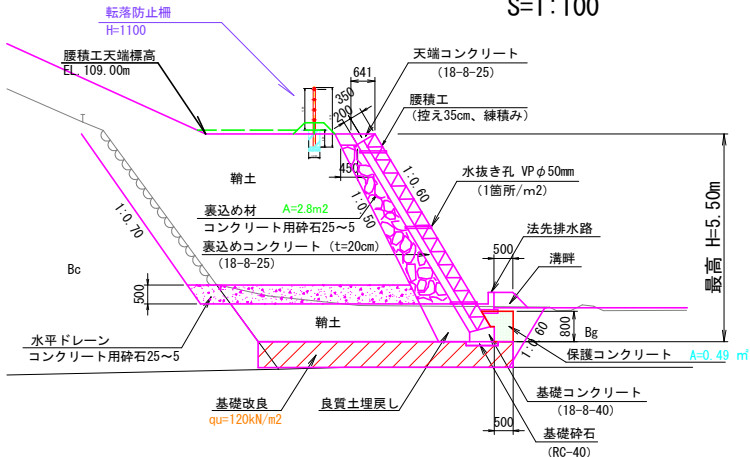 S=1:100
転落防止柵
H=1100
腰積工天端標高
EL.109.00m
641
350
200
天端コンクリート
(18-8-25)
腰積工
(控え35cm、練積み)
鞘土
450
1:0.60
1:0.50
水抜き孔 VPφ50mm
(1箇所/m2)
裏込め材 A=2.8m2
コンクリート用砕石25~5
裏込めコンクリート (t=20cm)
(18-8-25)
法先排水路
500
溝畔
最高 H=5.50m
1:0.70
Bc
500
鞘土
水平ドレーン
コンクリート用砕石25~5
800
Bg
1:0.60
保護コンクリート A=0.49 ㎡
基礎改良
qu=120kN/m2
良質土埋戻し
基礎コンクリート
(18-8-40)
500
基礎砕石
(RC-40)